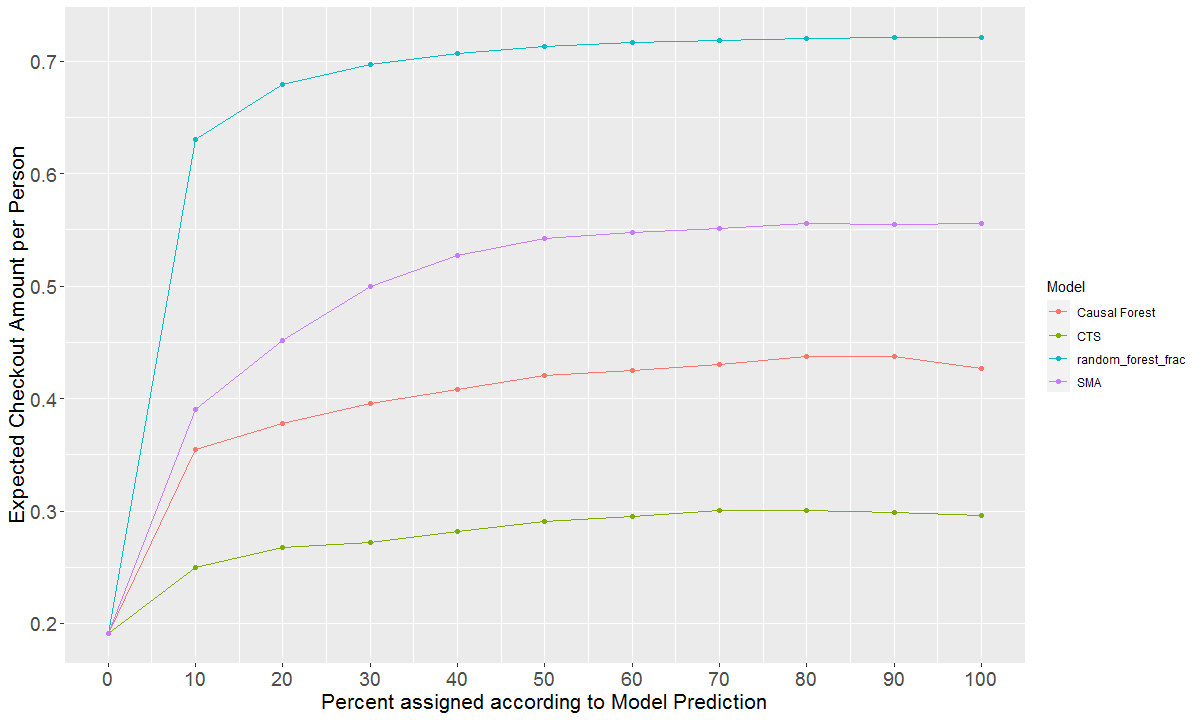 Expected Checkout Amount per Person
0.7
0.6
0.5
0.4
0.3
0.2
0 10 20 30 40 50 60 70 80 90 100
Percent assigned according to Model Prediction
Model
Causal Forest
CTS
random_forest_frac
SMA